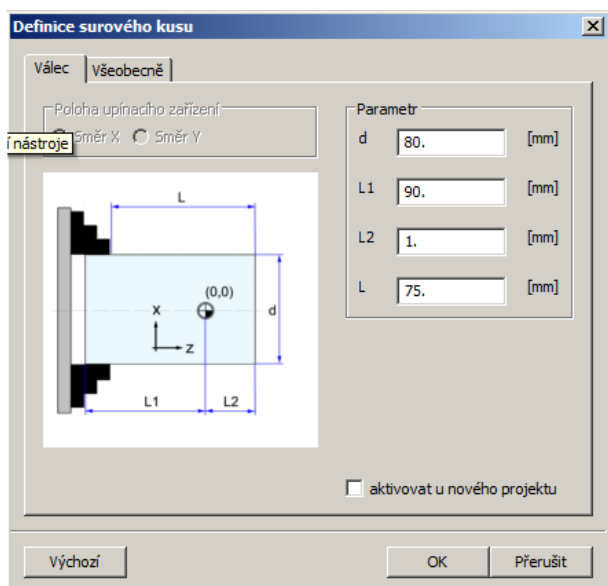 Definice surového kusu
Válec Všeobecně
Poloha upínacího zařízení
Směr X Směr Y
í nástroje
Parametr
d 80. [mm]
L1 90. [mm]
L2 1. [mm]
L 75. [mm]
L
(0,0)
X
d
Z
L1 L2
aktivovat u nového projektu
Výchozí OK Přerušit